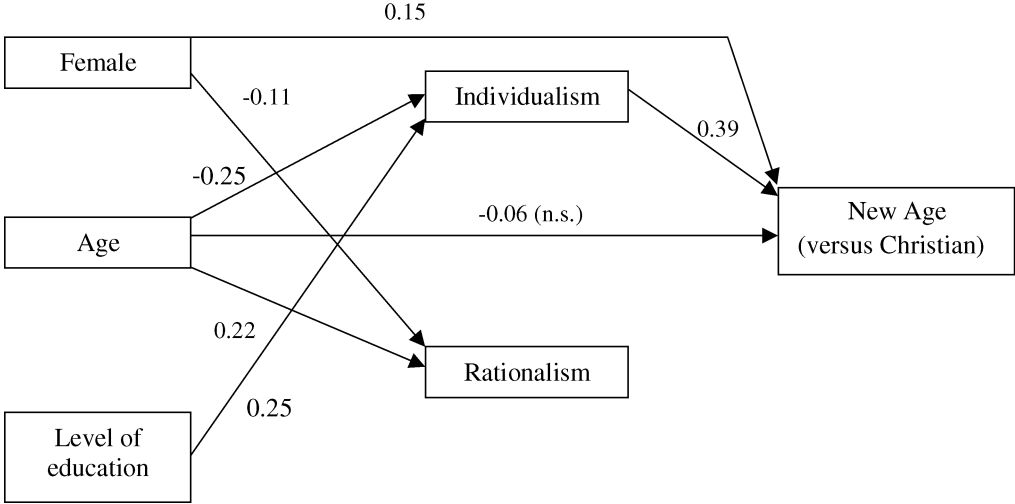 0.15
Female
-0.11
Individualism
0.39
-0.25
-0.06 (n.s.)
New Age
(versus Christian)
Age
0.22
Rationalism
0.25
Level of
education